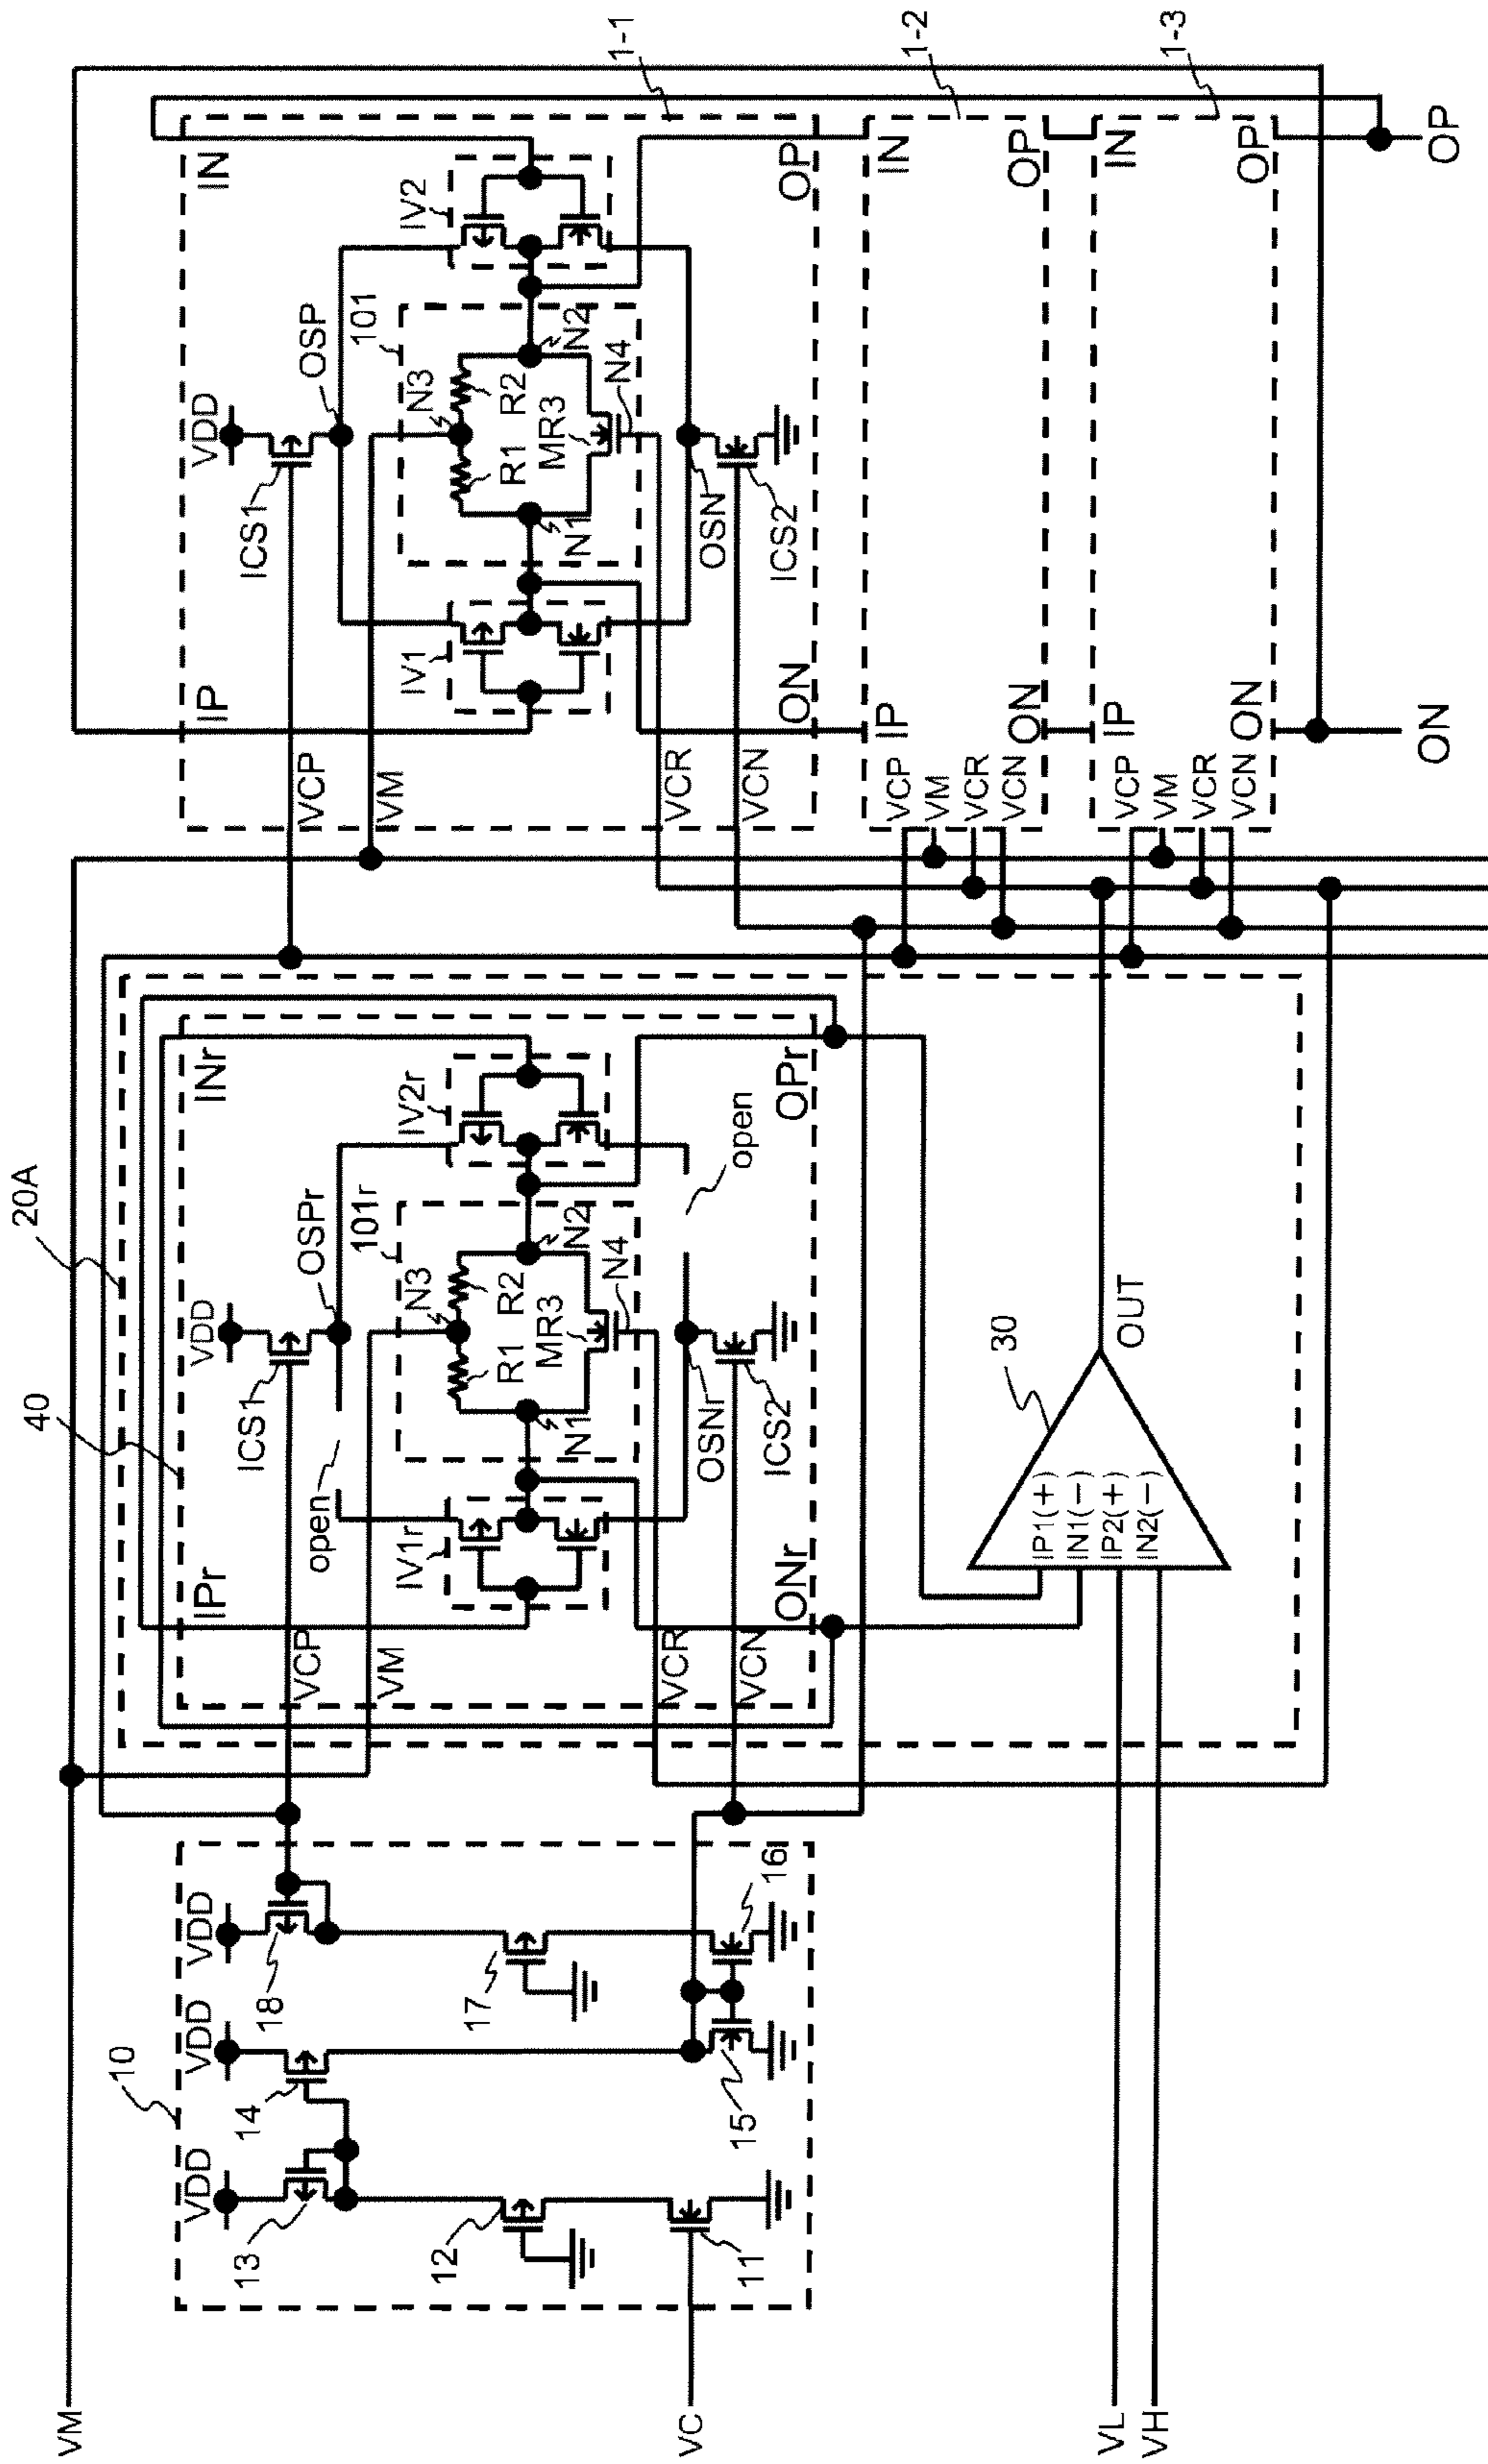 VM
VC
VL
VH
10
VDD
VDD
VDD
13
14
18
12
17
11
15
16
20A
40
IPr
INr
VDD
ICS1
OSPr
open
VCP
VM
IV1r
IV2r
101r
N3
R1
R2
MR3
N1
N2
N4
VCR
VCN
OSNr
ICS2
open
ONr
OPr
30
IP1(+)
IN1(−)
IP2(+)
IN2(−)
OUT
IP
IN
VDD
ICS1
OSP
VCP
VM
IV1
IV2
101
N3
R1
R2
MR3
N1
N2
N4
VCR
VCN
OSN
ICS2
ON
OP
1-1
IP
IN
VCP
VM
VCR
VCN
ON
OP
1-2
IP
IN
VCP
VM
VCR
VCN
ON
OP
1-3
ON
OP